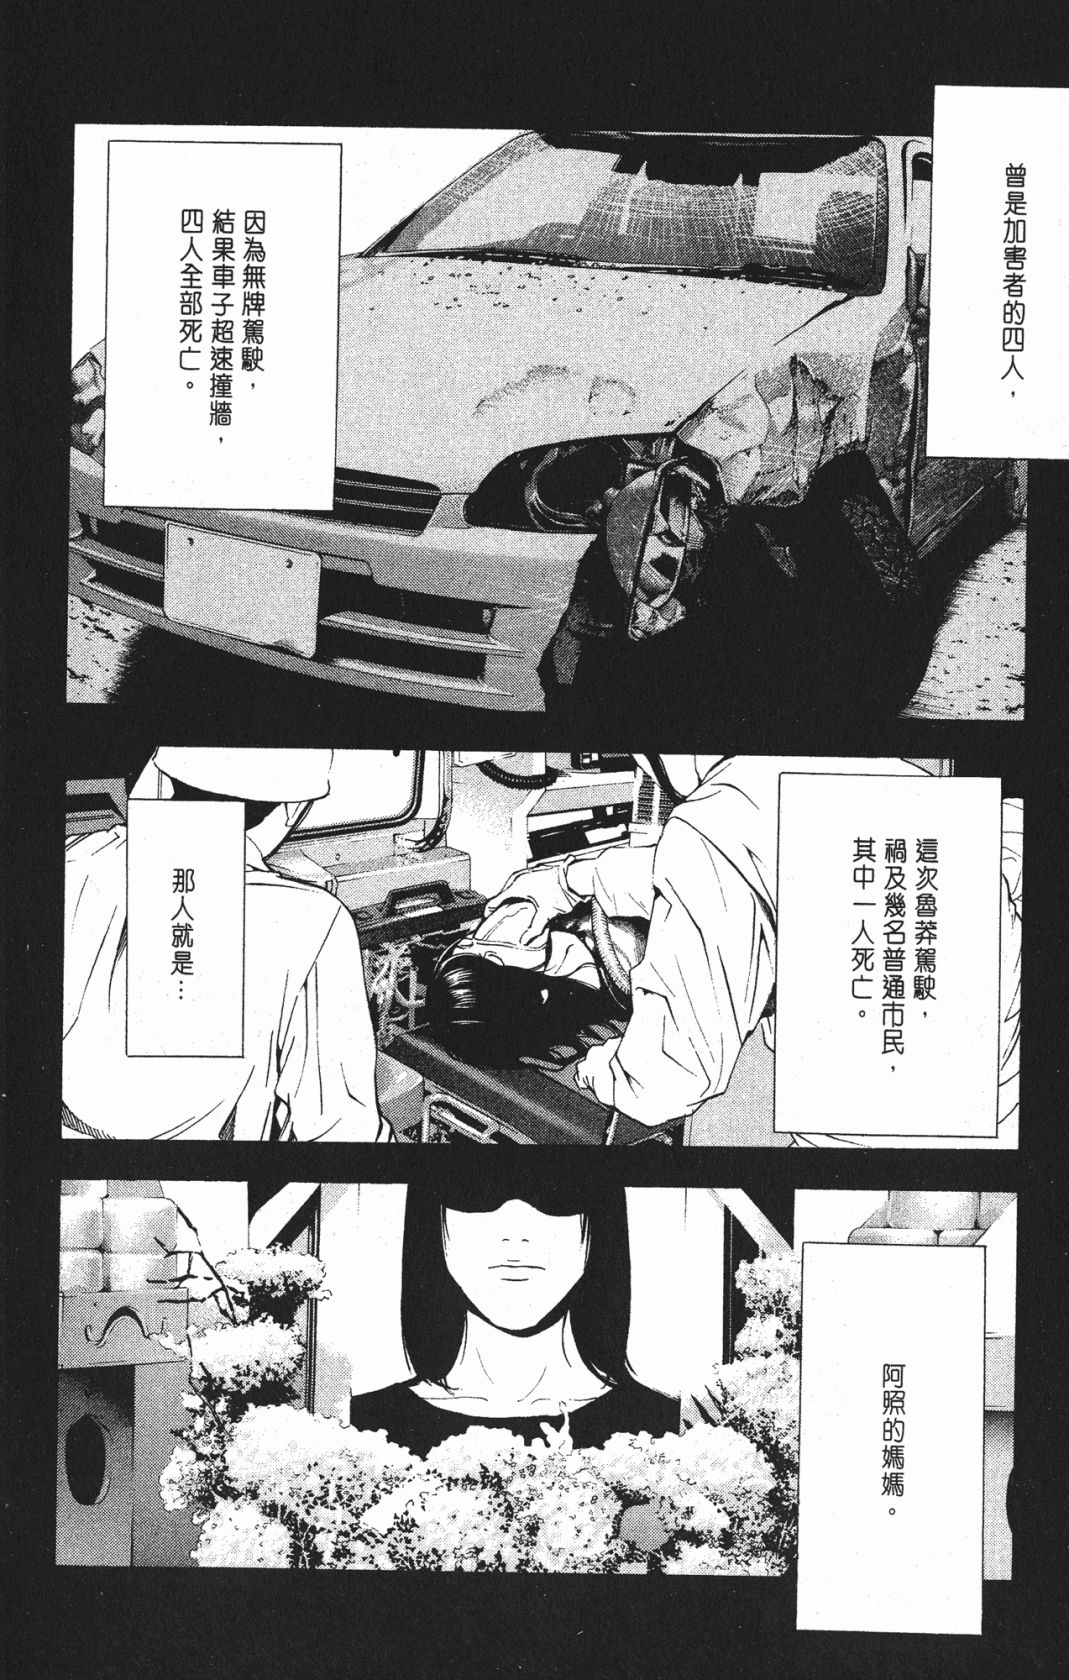 曾是加害者的四人，
因為無牌駕駛，
結果車子超速撞牆，
四人全部死亡。
這次魯莽駕駛，
禍及幾名普通市民，
其中一人死亡。
那人就是…
阿照的媽媽。